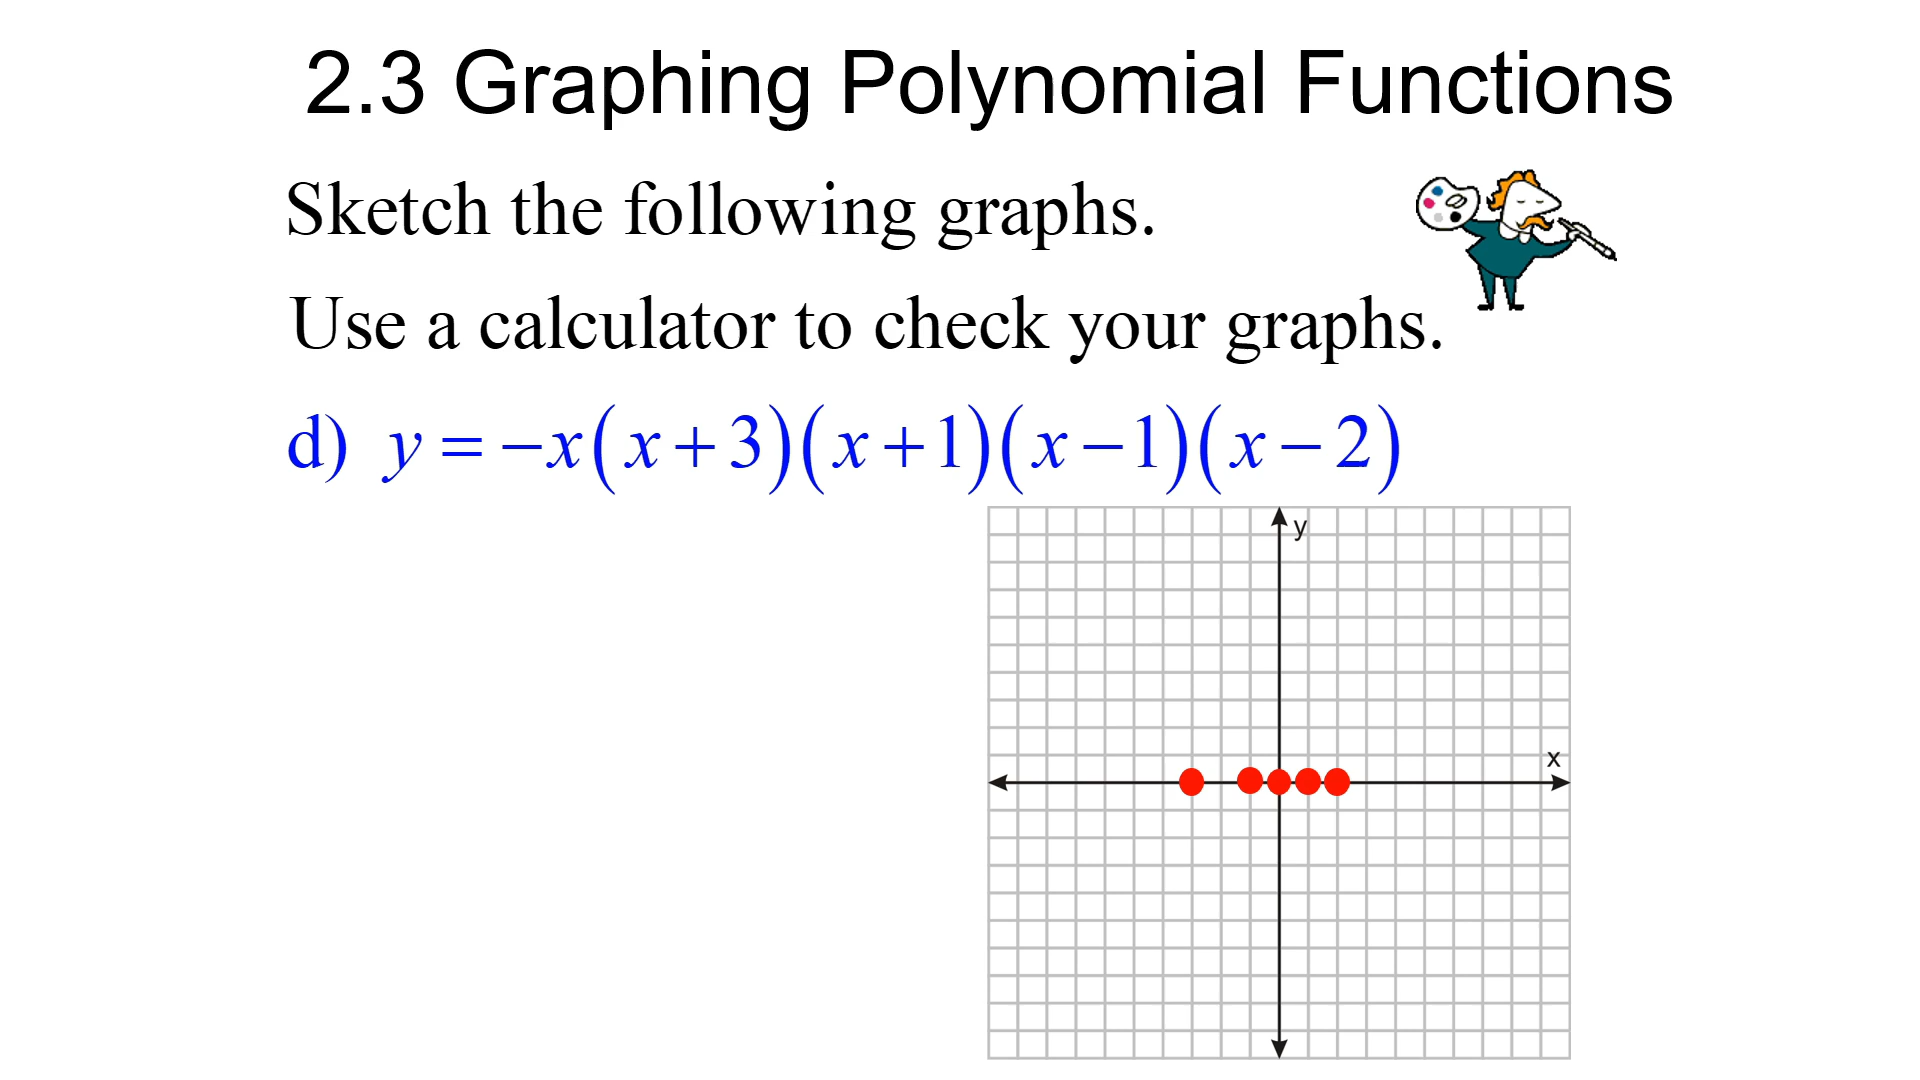 2.3 Graphing Polynomial Functions
Sketch the following graphs.
Use a calculator to check your graphs.
d) y = −x(x+3)(x+1)(x−1)(x−2)
y
x